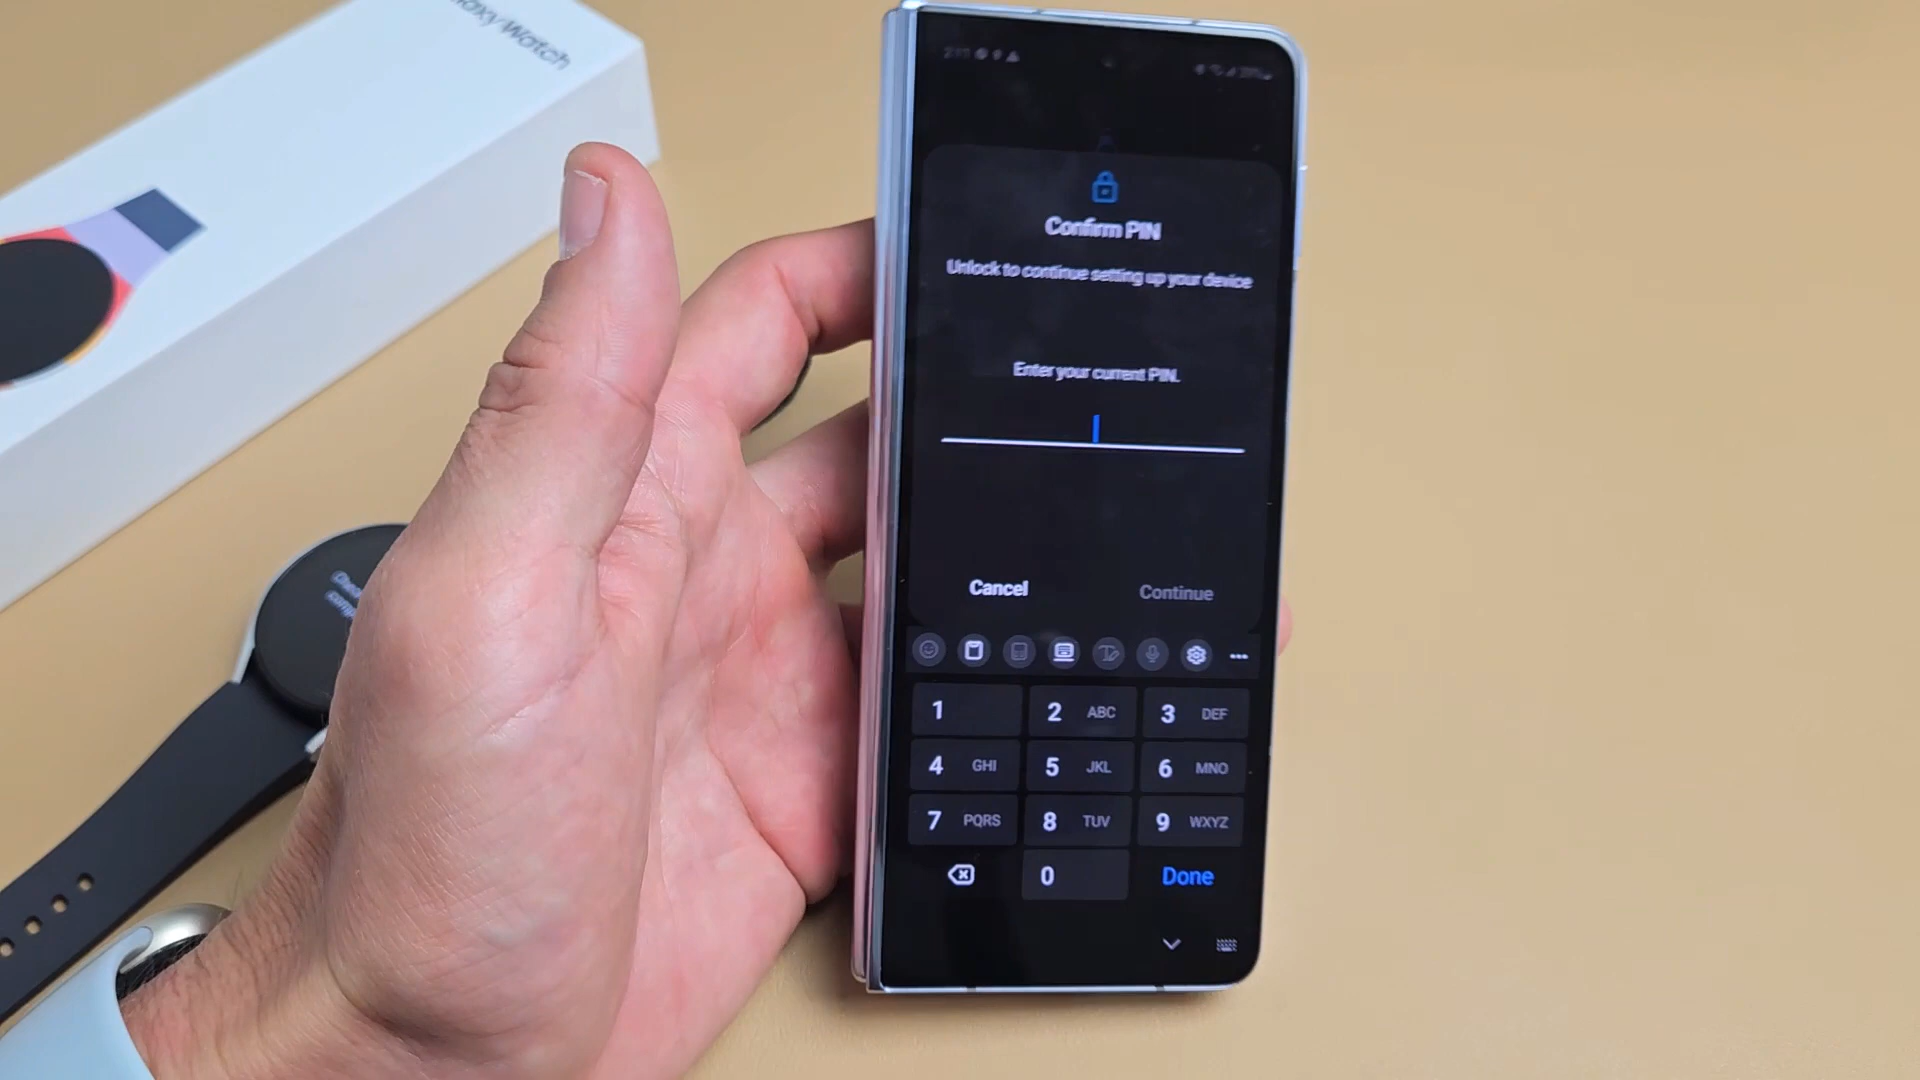 Watch
Confirm PIN
Unlock to continue setting up your device
Enter your current PIN.
Cancel
Continue
1
2 ABC
3 DEF
4 GHI
5 JKL
6 MNO
7 PQRS
8 TUV
9 WXYZ
0
Done